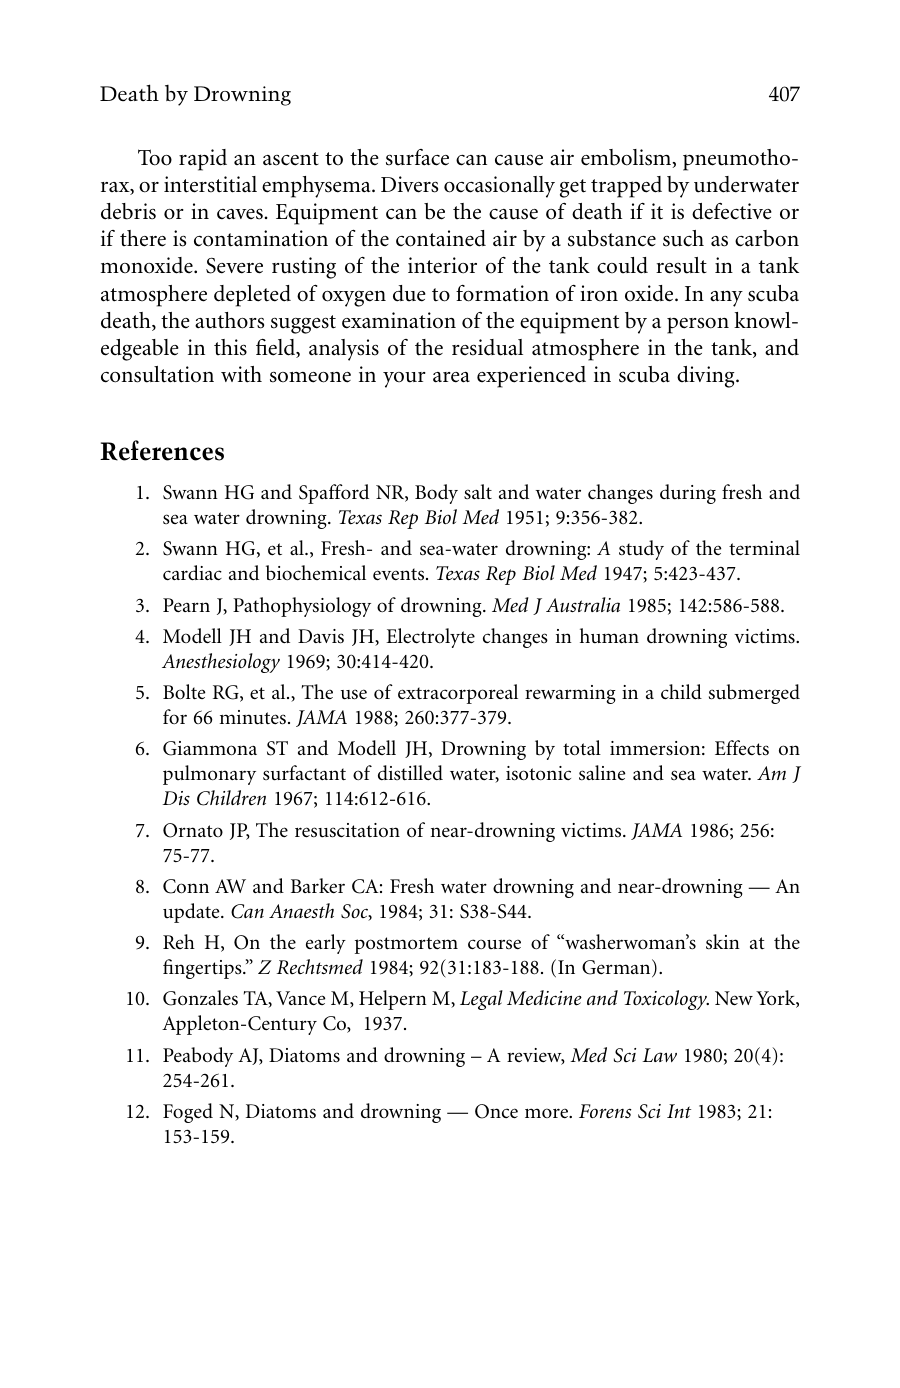 Death by Drowning 407
Too rapid an ascent to the surface can cause air embolism, pneumotho-
rax, or interstitial emphysema. Divers occasionally get trapped by underwater
debris or in caves. Equipment can be the cause of death if it is defective or
if there is contamination of the contained air by a substance such as carbon
monoxide. Severe rusting of the interior of the tank could result in a tank
atmosphere depleted of oxygen due to formation of iron oxide. In any scuba
death, the authors suggest examination of the equipment by a person knowl-
edgeable in this field, analysis of the residual atmosphere in the tank, and
consultation with someone in your area experienced in scuba diving.
References
1. Swann HG and Spafford NR, Body salt and water changes during fresh and
sea water drowning. Texas Rep Biol Med 1951; 9:356-382.
2. Swann HG, et al., Fresh- and sea-water drowning: A study of the terminal
cardiac and biochemical events. Texas Rep Biol Med 1947; 5:423-437.
3. Pearn J, Pathophysiology of drowning. Med J Australia 1985; 142:586-588.
4. Modell JH and Davis JH, Electrolyte changes in human drowning victims.
Anesthesiology 1969; 30:414-420.
5. Bolte RG, et al., The use of extracorporeal rewarming in a child submerged
for 66 minutes. JAMA 1988; 260:377-379.
6. Giammona ST and Modell JH, Drowning by total immersion: Effects on
pulmonary surfactant of distilled water, isotonic saline and sea water. Am J
Dis Children 1967; 114:612-616.
7. Ornato JP, The resuscitation of near-drowning victims. JAMA 1986; 256:
75-77.
8. Conn AW and Barker CA: Fresh water drowning and near-drowning — An
update. Can Anaesth Soc, 1984; 31: S38-S44.
9. Reh H, On the early postmortem course of “washerwoman’s skin at the
fingertips.” Z Rechtsmed 1984; 92(31:183-188. (In German).
10. Gonzales TA, Vance M, Helpern M, Legal Medicine and Toxicology. New York,
Appleton-Century Co, 1937.
11. Peabody AJ, Diatoms and drowning – A review, Med Sci Law 1980; 20(4):
254-261.
12. Foged N, Diatoms and drowning — Once more. Forens Sci Int 1983; 21:
153-159.